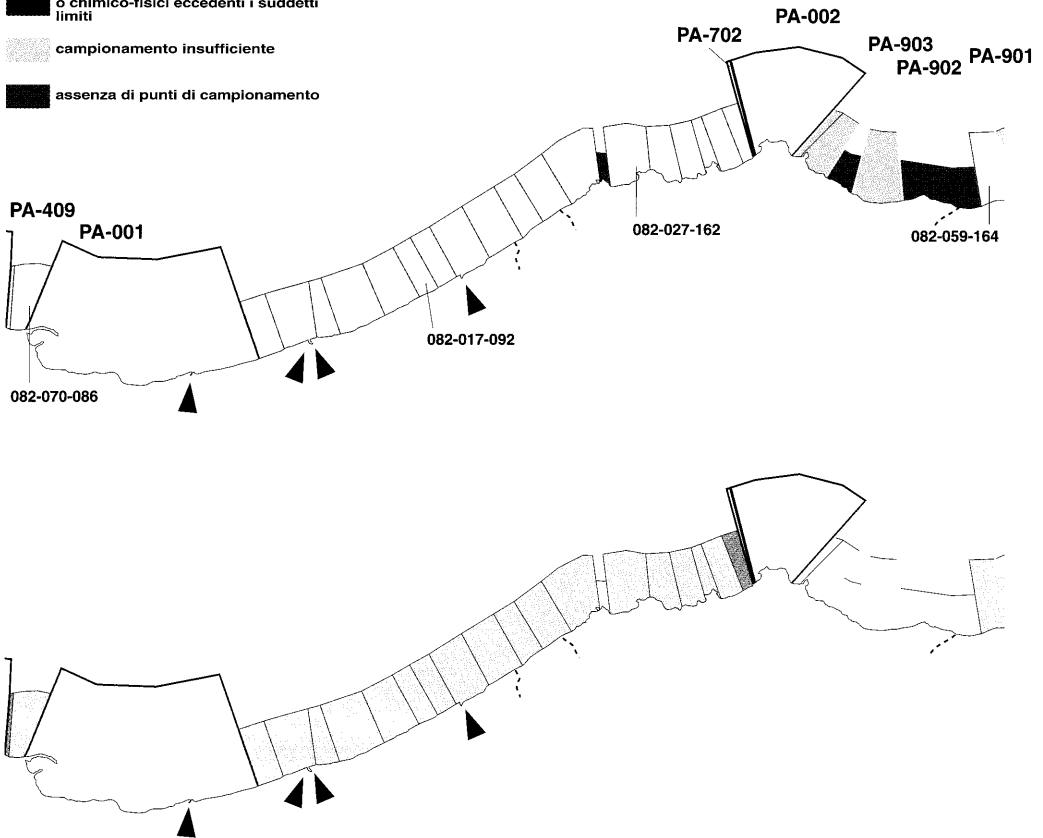 o chimico-fisici eccedenti i suddetti
limiti
campionamento insufficiente
assenza di punti di campionamento
PA-002
PA-702
PA-903
PA-902
PA-901
PA-409
PA-001
082-027-162
082-059-164
082-017-092
082-070-086